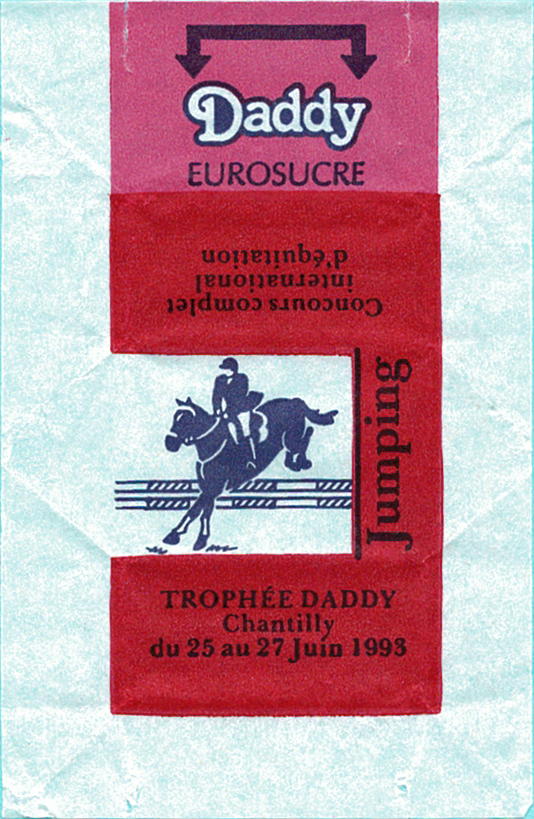 Daddy
EUROSUCRE
Concours complet
international
d'équitation
Jumping
TROPHÉE DADDY
Chantilly
du 25 au 27 Juin 1993